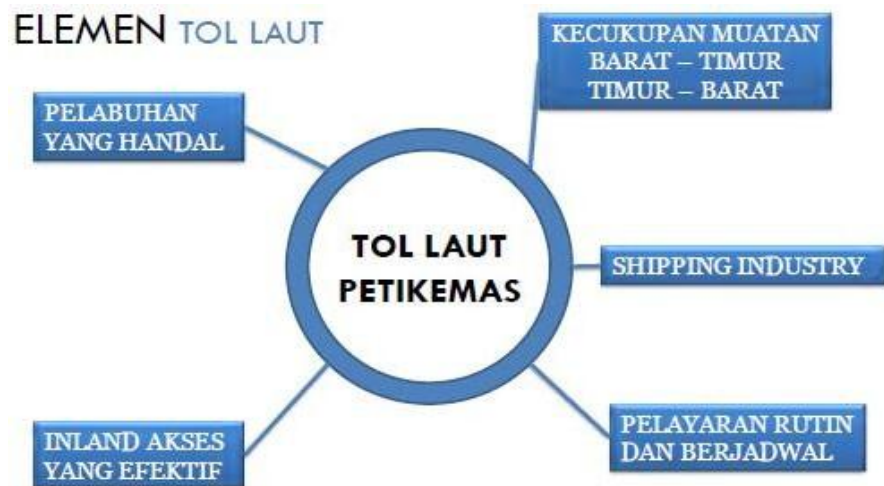 ELEMEN TOL LAUT
KECUKUPAN MUATAN
BARAT – TIMUR
TIMUR – BARAT
PELABUHAN
YANG HANDAL
TOL LAUT
PETIKEMAS
SHIPPING INDUSTRY
INLAND AKSES
YANG EFEKTIF
PELAYARAN RUTIN
DAN BERJADWAL